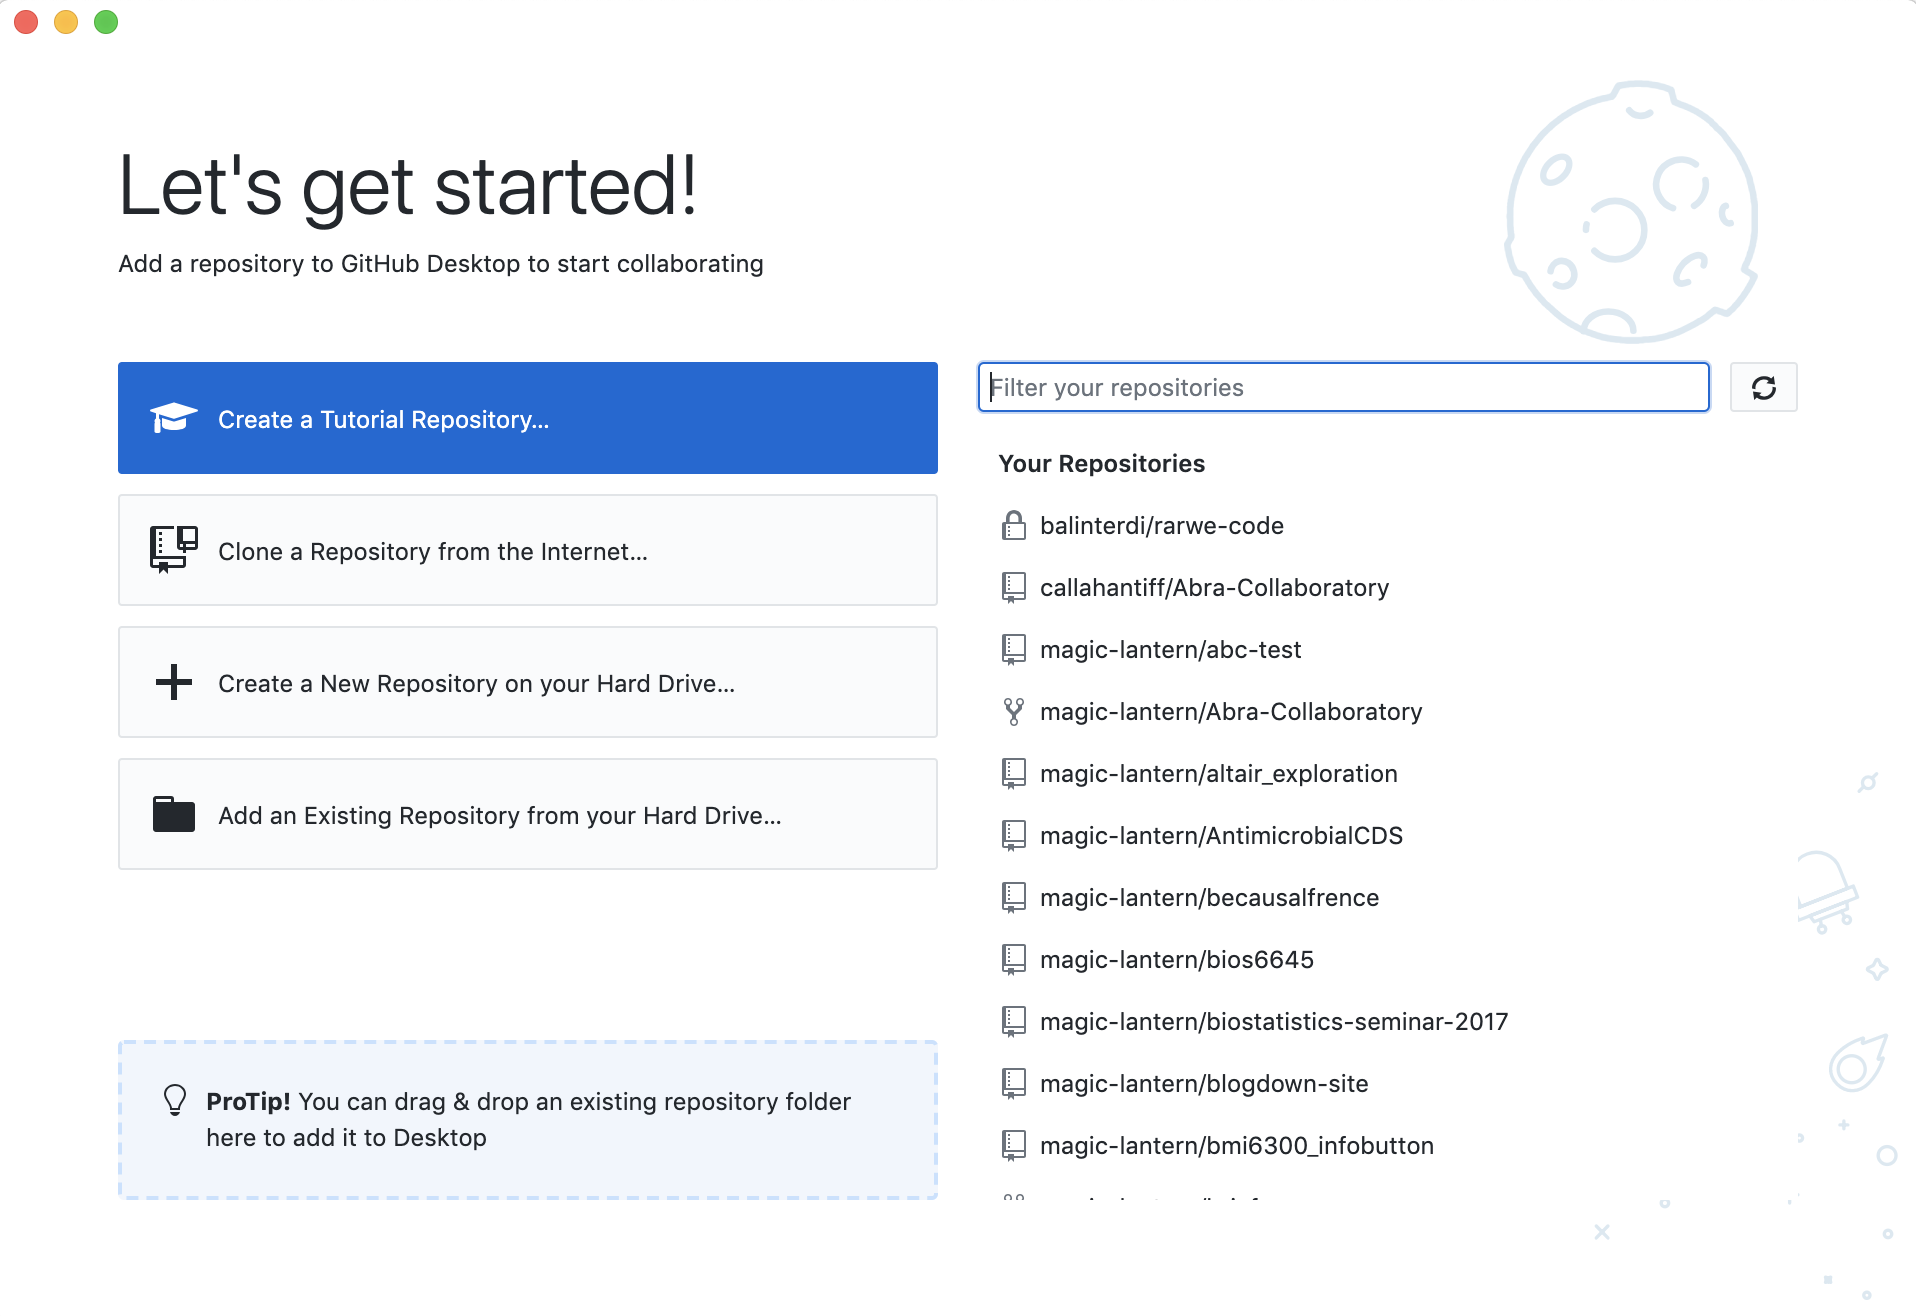 Let's get started!
Add a repository to GitHub Desktop to start collaborating
Create a Tutorial Repository...
Clone a Repository from the Internet...
Create a New Repository on your Hard Drive...
Add an Existing Repository from your Hard Drive...
ProTip! You can drag & drop an existing repository folder
here to add it to Desktop
Filter your repositories
Your Repositories
balinterdi/rarwe-code
callahantiff/Abra-Collaboratory
magic-lantern/abc-test
magic-lantern/Abra-Collaboratory
magic-lantern/altair_exploration
magic-lantern/AntimicrobialCDS
magic-lantern/becausalfrence
magic-lantern/bios6645
magic-lantern/biostatistics-seminar-2017
magic-lantern/blogdown-site
magic-lantern/bmi6300_infobutton